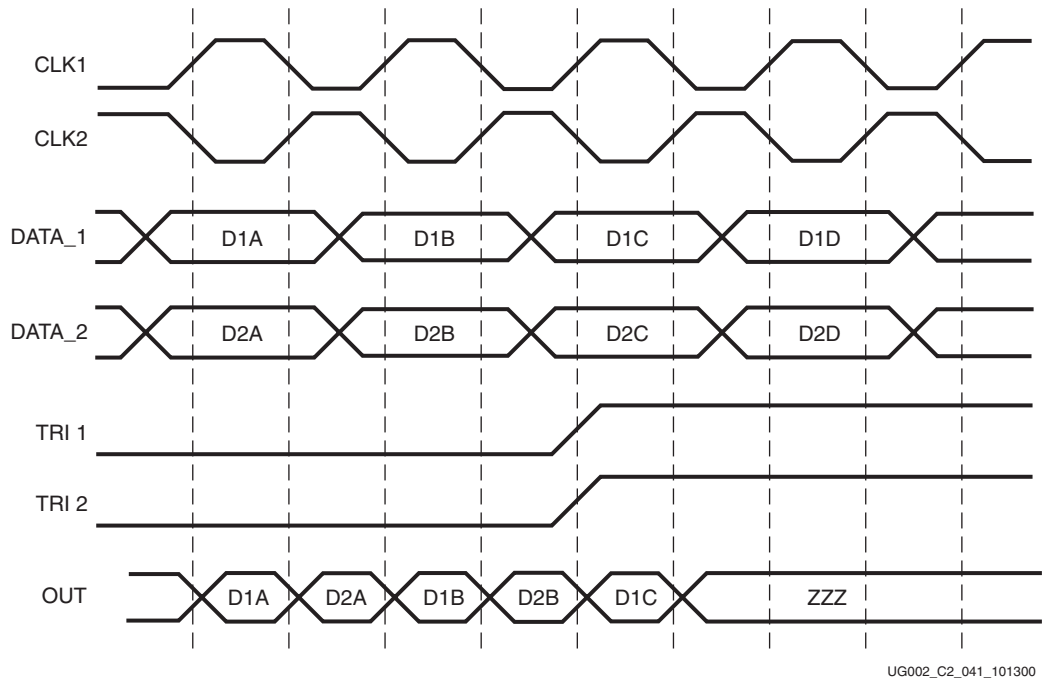 CLK1
CLK2
DATA_1 D1A D1B D1C D1D
DATA_2 D2A D2B D2C D2D
TRI 1
TRI 2
OUT D1A D2A D1B D2B D1C ZZZ
UG002_C2_041_101300